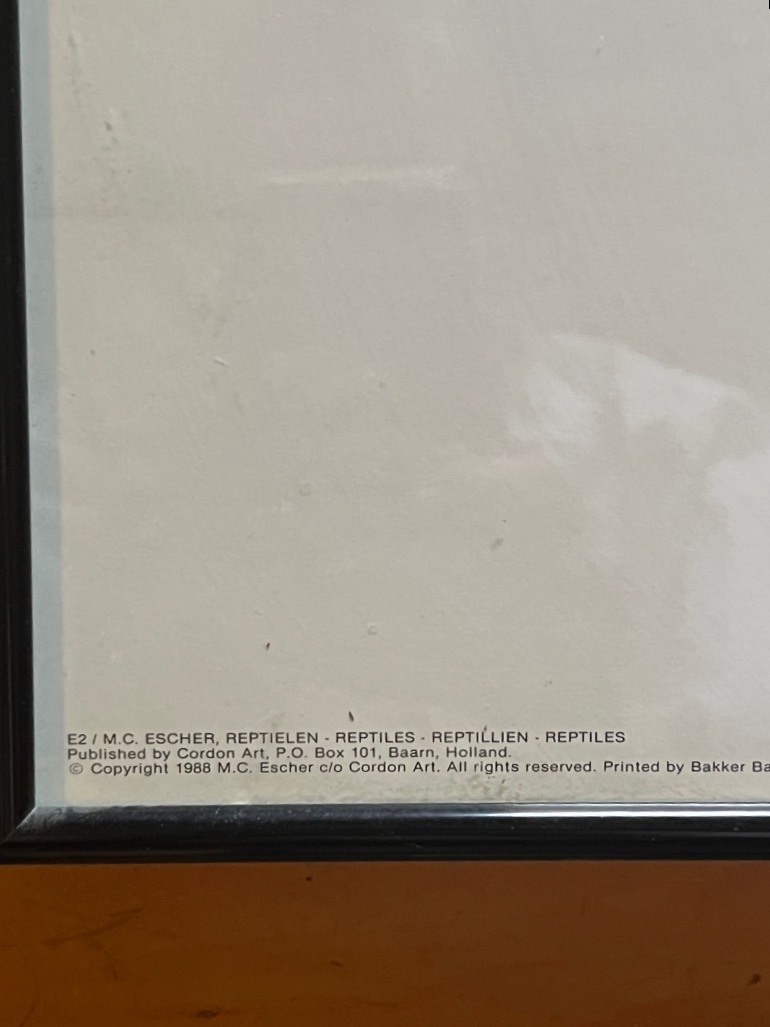 E2 / M.C. ESCHER, REPTIELEN - REPTILES - REPTILLIEN - REPTILES
Published by Cordon Art, P.O. Box 101, Baarn, Holland.
© Copyright 1988 M.C. Escher c/o Cordon Art. All rights reserved. Printed by Bakker Ba